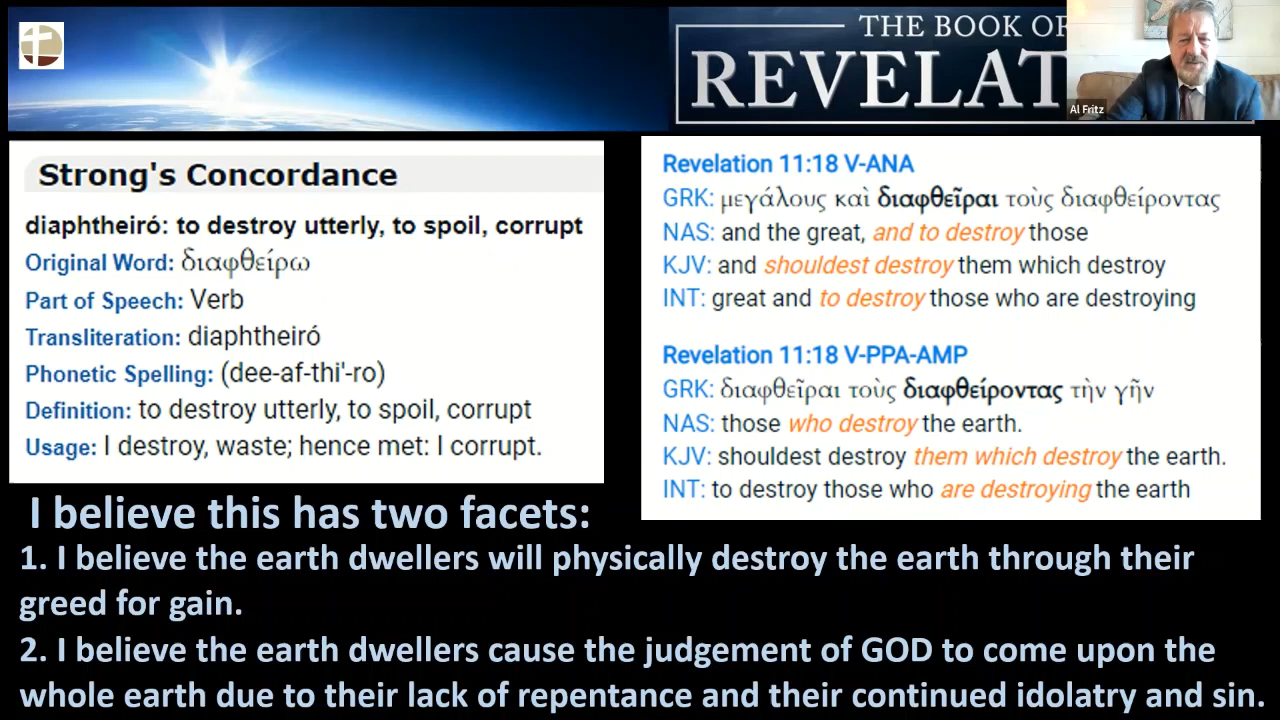 THE BOOK OF
REVELAT
Al Fritz
Strong's Concordance
diaphtheiró: to destroy utterly, to spoil, corrupt
Original Word: διαφθείρω
Part of Speech: Verb
Transliteration: diaphtheiró
Phonetic Spelling: (dee-af-thi'-ro)
Definition: to destroy utterly, to spoil, corrupt
Usage: I destroy, waste; hence met: I corrupt.
Revelation 11:18 V-ANA
GRK: μεγάλους καὶ διαφθεῖραι τοὺς διαφθείροντας
NAS: and the great, and to destroy those
KJV: and shouldest destroy them which destroy
INT: great and to destroy those who are destroying
Revelation 11:18 V-PPA-AMP
GRK: διαφθεῖραι τοὺς διαφθείροντας τὴν γῆν
NAS: those who destroy the earth.
KJV: shouldest destroy them which destroy the earth.
INT: to destroy those who are destroying the earth
I believe this has two facets:
1. I believe the earth dwellers will physically destroy the earth through their
greed for gain.
2. I believe the earth dwellers cause the judgement of GOD to come upon the
whole earth due to their lack of repentance and their continued idolatry and sin.